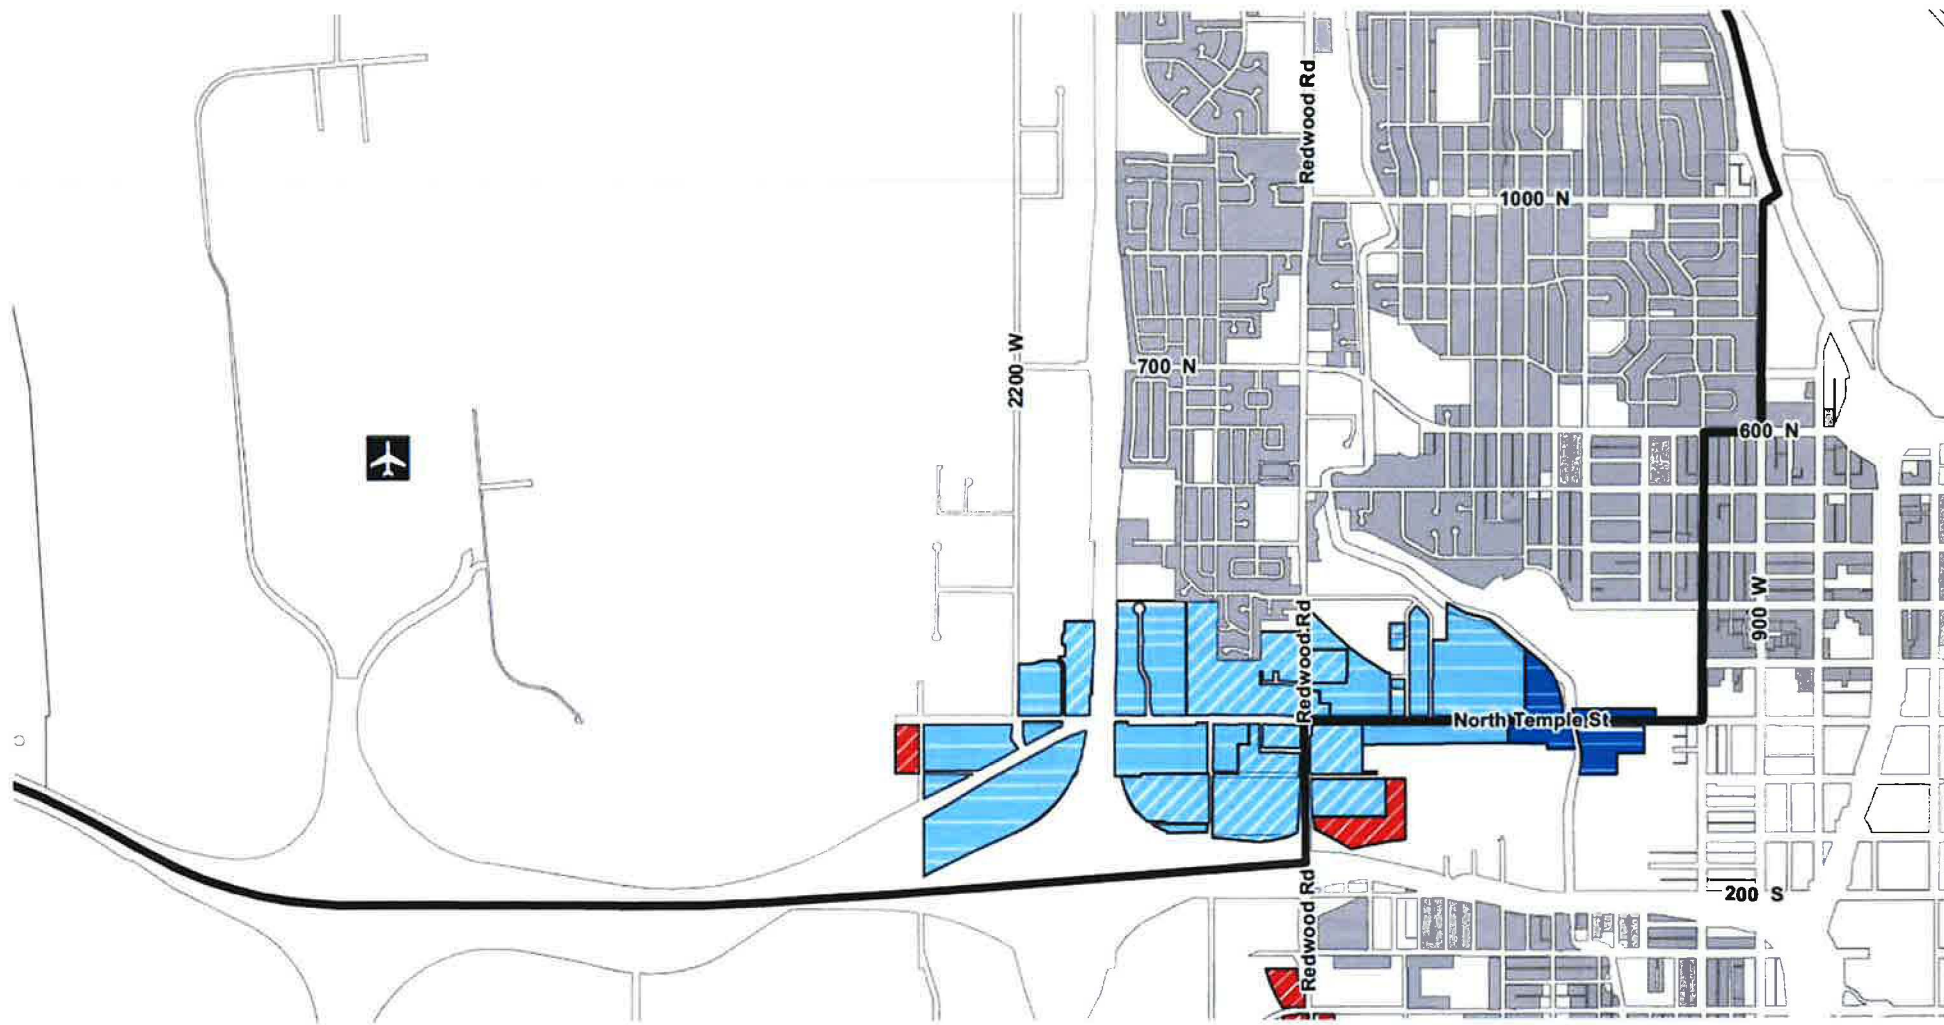 Redwood Rd
1000 N
2200 W
700 N
600 N
900 W
Redwood Rd
North Temple St
Redwood Rd
200 S